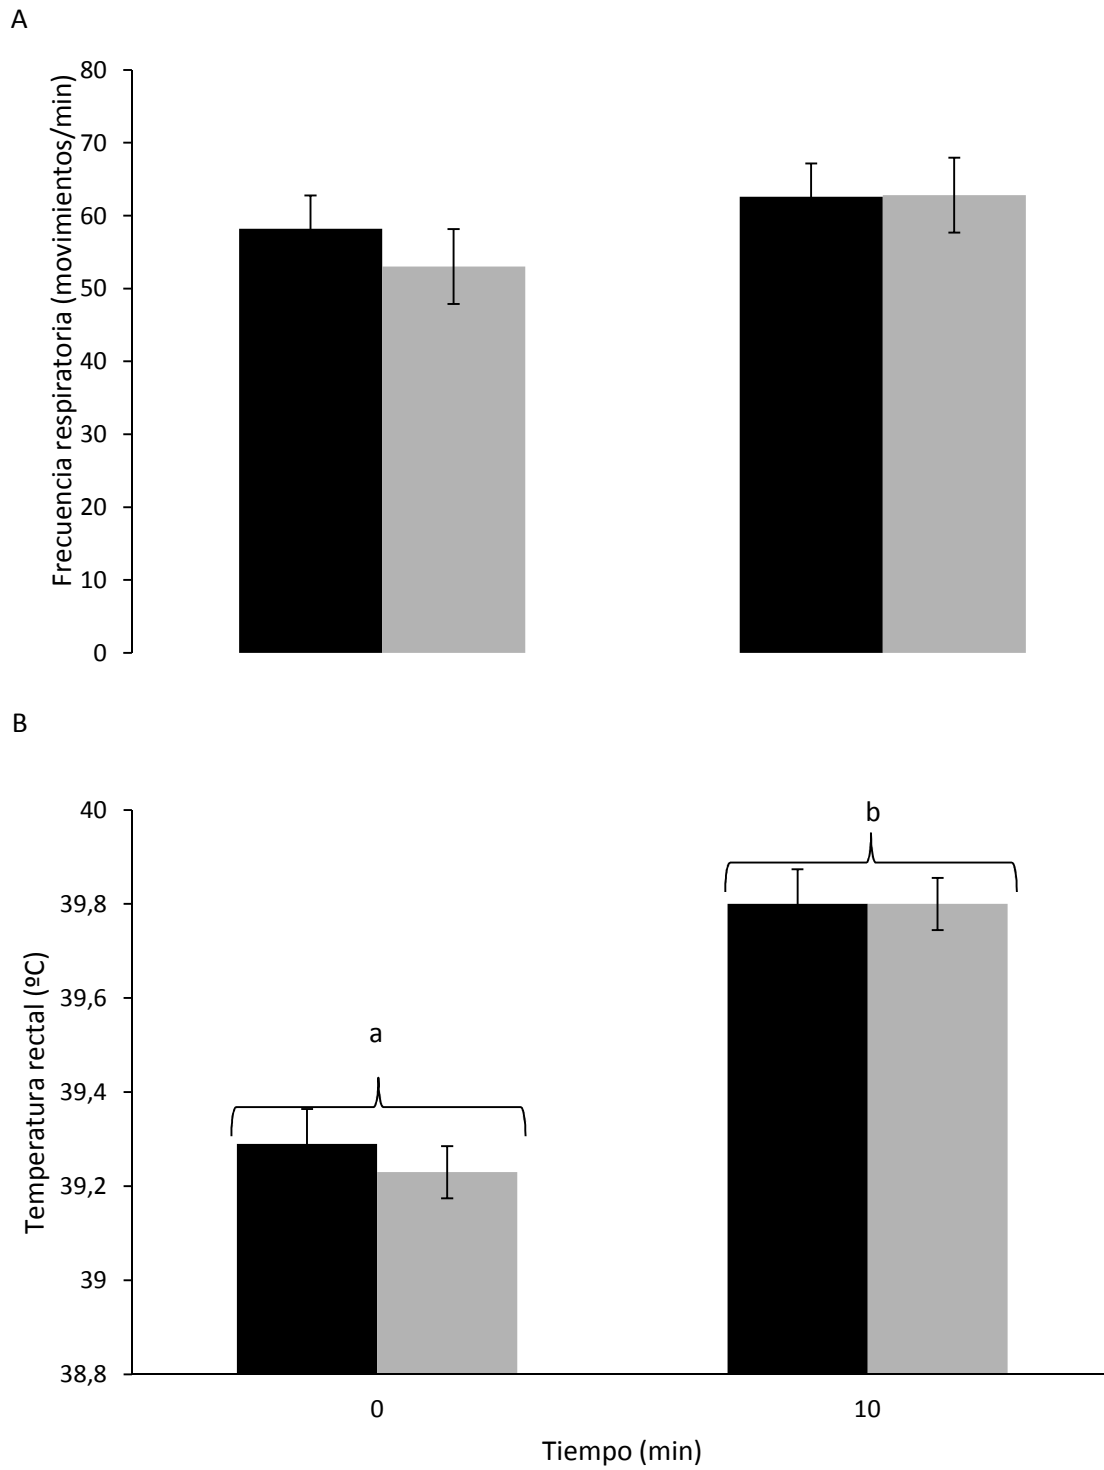 A
Frecuencia respiratoria (movimientos/min)
80
70
60
50
40
30
20
10
0
B
Temperatura rectal (ºC)
40
39,8
39,6
39,4
39,2
39
38,8
a
b
0
10
Tiempo (min)